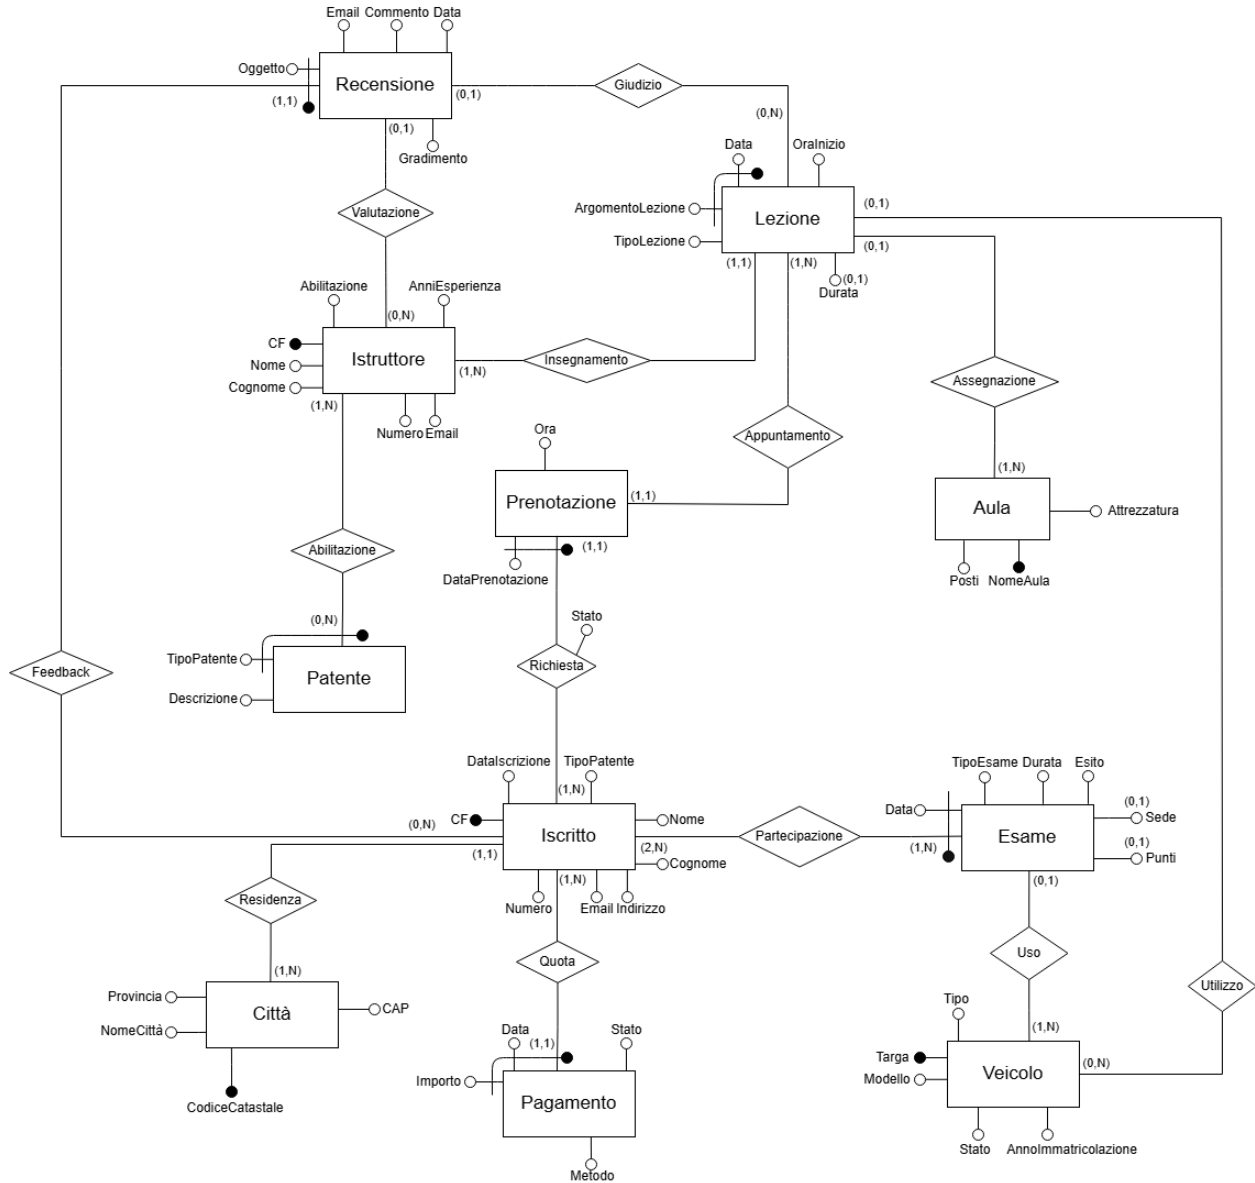 Email Commento Data
Oggetto
Recensione
(1,1)
(0,1)
Giudizio
(0,N)
(0,1)
Gradimento
Valutazione
(0,N)
Data
OraInizio
ArgomentoLezione
TipoLezione
Lezione
(0,1)
(0,1)
(1,1)
(1,N)
(0,1)
Durata
Abilitazione
AnniEsperienza
CF
Nome
Cognome
Istruttore
(1,N)
(1,N)
Numero Email
Insegnamento
Assegnazione
Appuntamento
Ora
Prenotazione
(1,1)
(1,1)
DataPrenotazione
(1,N)
Aula
Attrezzatura
Posti
NomeAula
Abilitazione
(0,N)
TipoPatente
Descrizione
Patente
Stato
Richiesta
Feedback
DataIscrizione
TipoPatente
(1,N)
CF
Nome
Iscritto
(0,N)
(1,1)
(2,N)
Cognome
(1,N)
Numero
Email Indirizzo
Partecipazione
TipoEsame Durata Esito
Data
(0,1)
Sede
Esame
(0,1)
Punti
(1,N)
(0,1)
Residenza
(1,N)
Provincia
NomeCittà
Città
CAP
CodiceCatastale
Quota
Data
Stato
(1,1)
Importo
Pagamento
Metodo
Uso
Utilizzo
Tipo
(1,N)
Targa
Modello
Veicolo
(0,N)
Stato
AnnoImmatricolazione